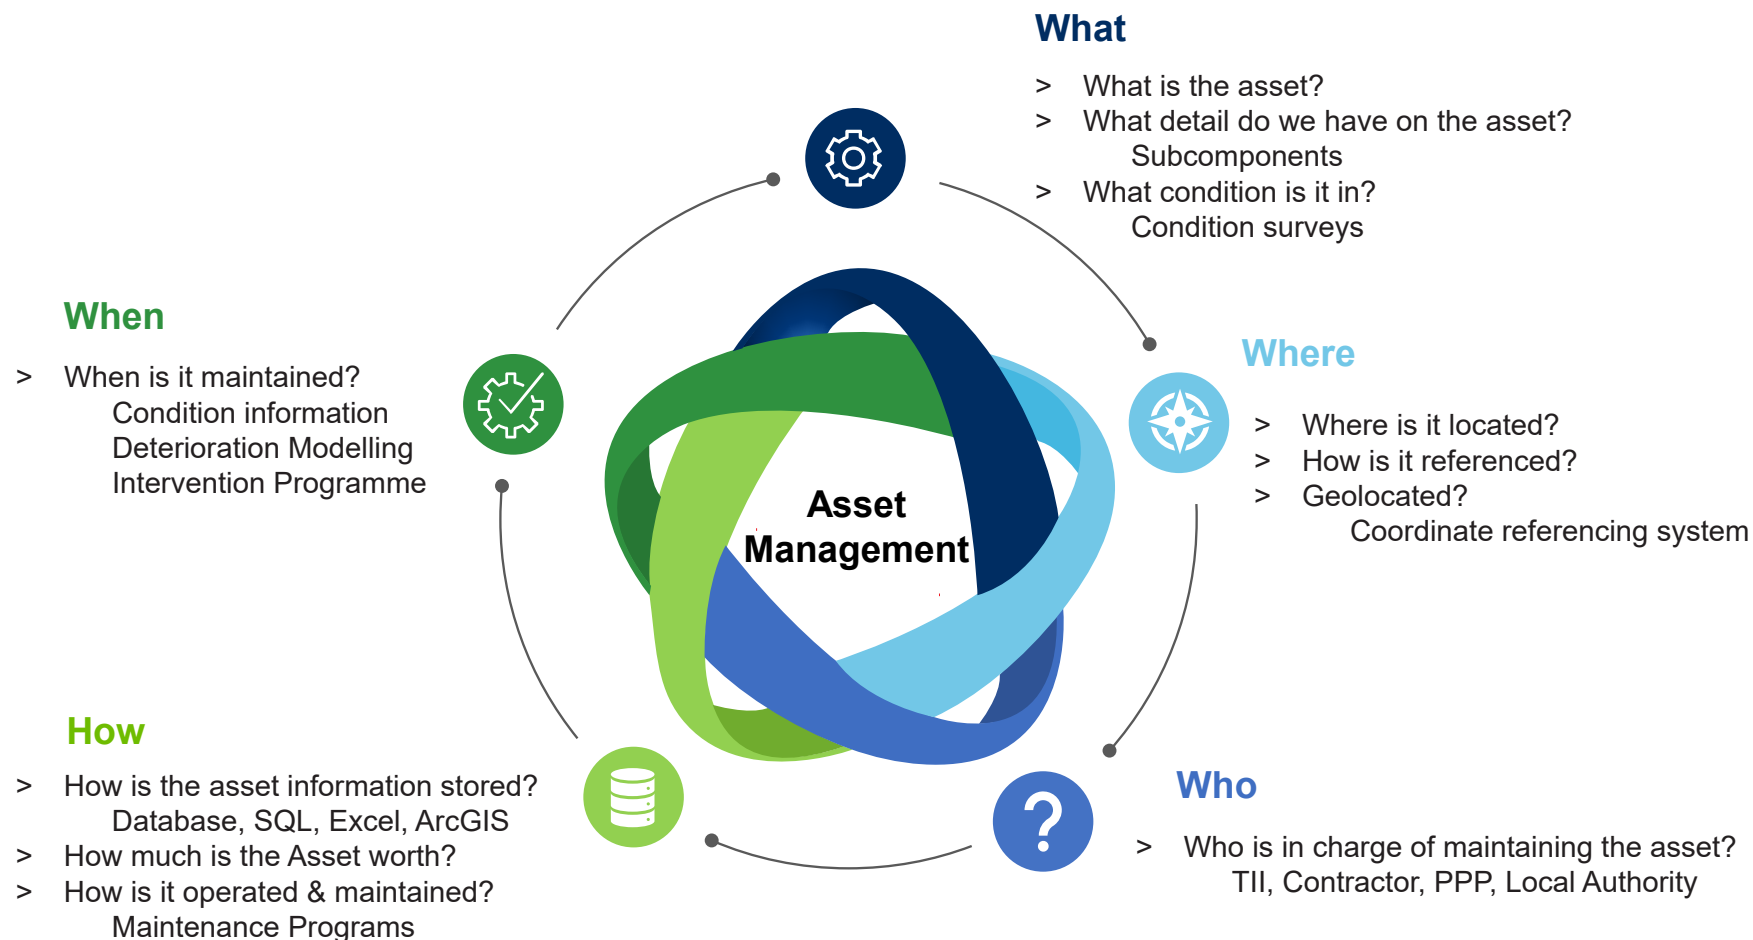 What
> What is the asset?
> What detail do we have on the asset?
Subcomponents
> What condition is it in?
Condition surveys
Where
> Where is it located?
> How is it referenced?
> Geolocated?
Coordinate referencing system
Who
> Who is in charge of maintaining the asset?
TII, Contractor, PPP, Local Authority
How
> How is the asset information stored?
Database, SQL, Excel, ArcGIS
> How much is the Asset worth?
> How is it operated & maintained?
Maintenance Programs
When
> When is it maintained?
Condition information
Deterioration Modelling
Intervention Programme
Asset
Management
?